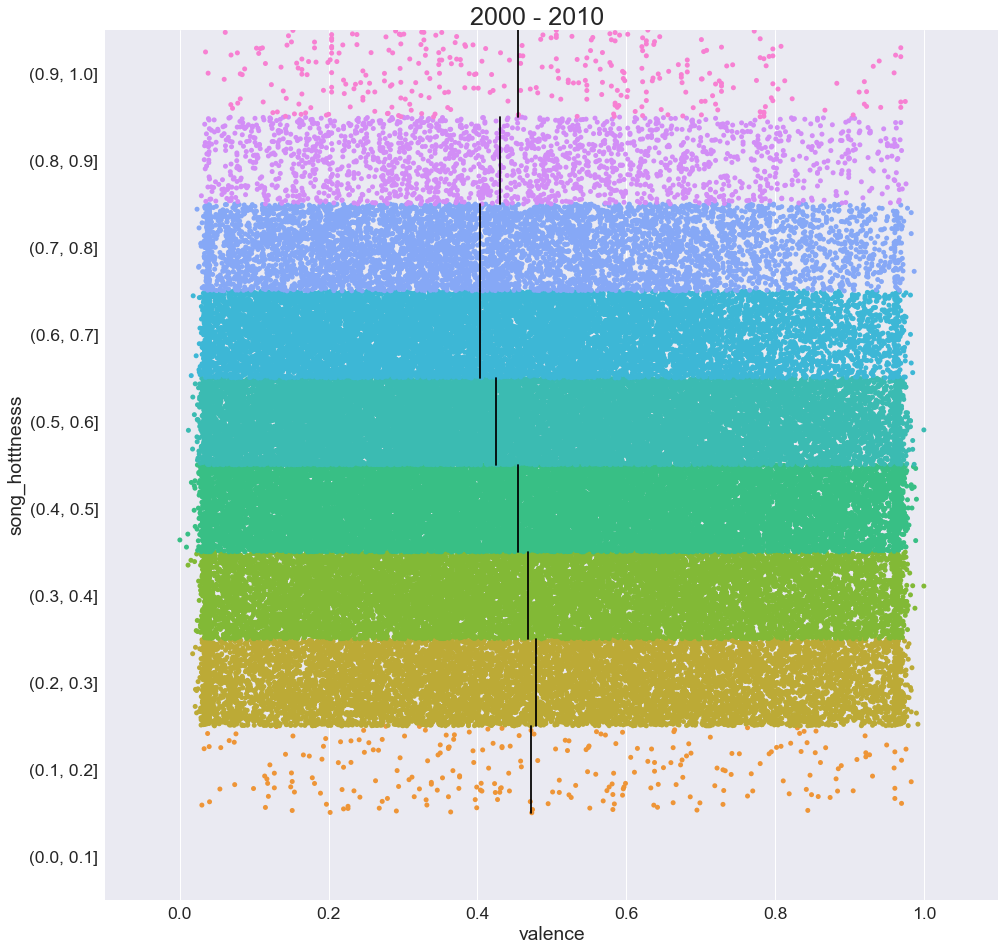 2000 - 2010
(0.9, 1.0]
(0.8, 0.9]
(0.7, 0.8]
(0.6, 0.7]
(0.5, 0.6]
(0.4, 0.5]
(0.3, 0.4]
(0.2, 0.3]
(0.1, 0.2]
(0.0, 0.1]
song_hotttnesss
0.0 0.2 0.4 0.6 0.8 1.0
valence